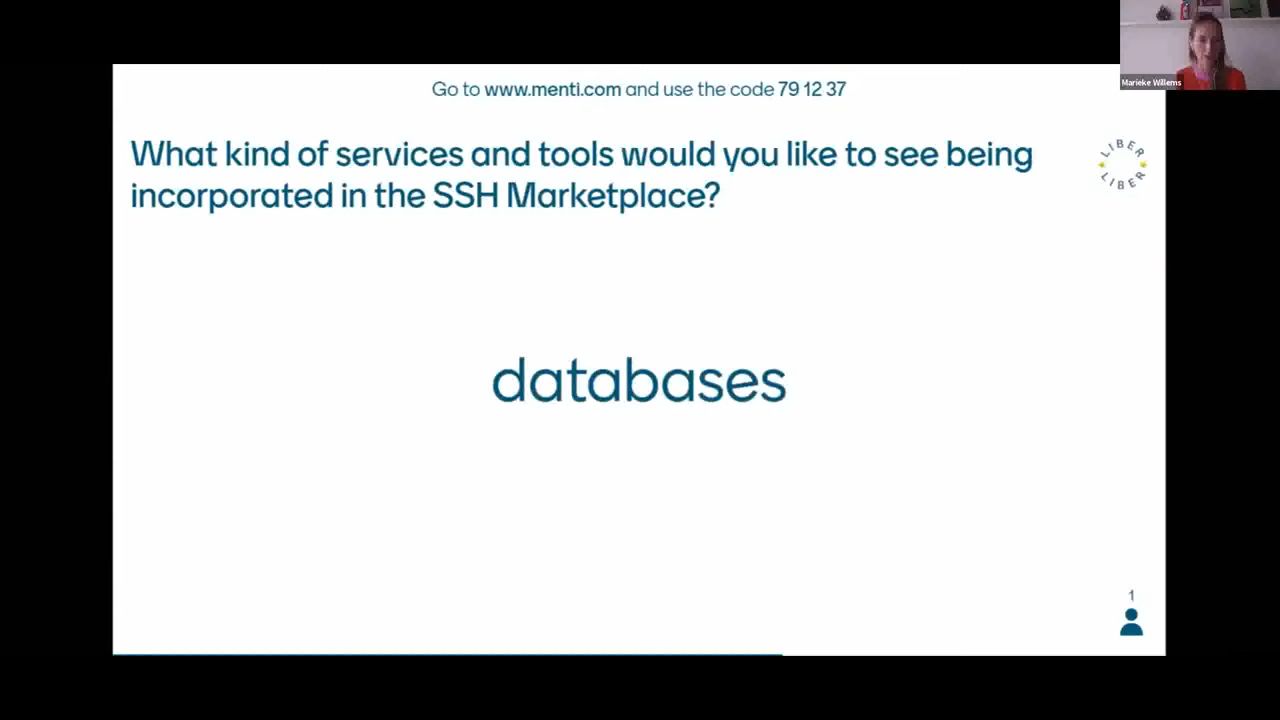 Marieke Willems
Go to www.menti.com and use the code 79 12 37
What kind of services and tools would you like to see being
incorporated in the SSH Marketplace?
LIBER
LIBER
databases
1